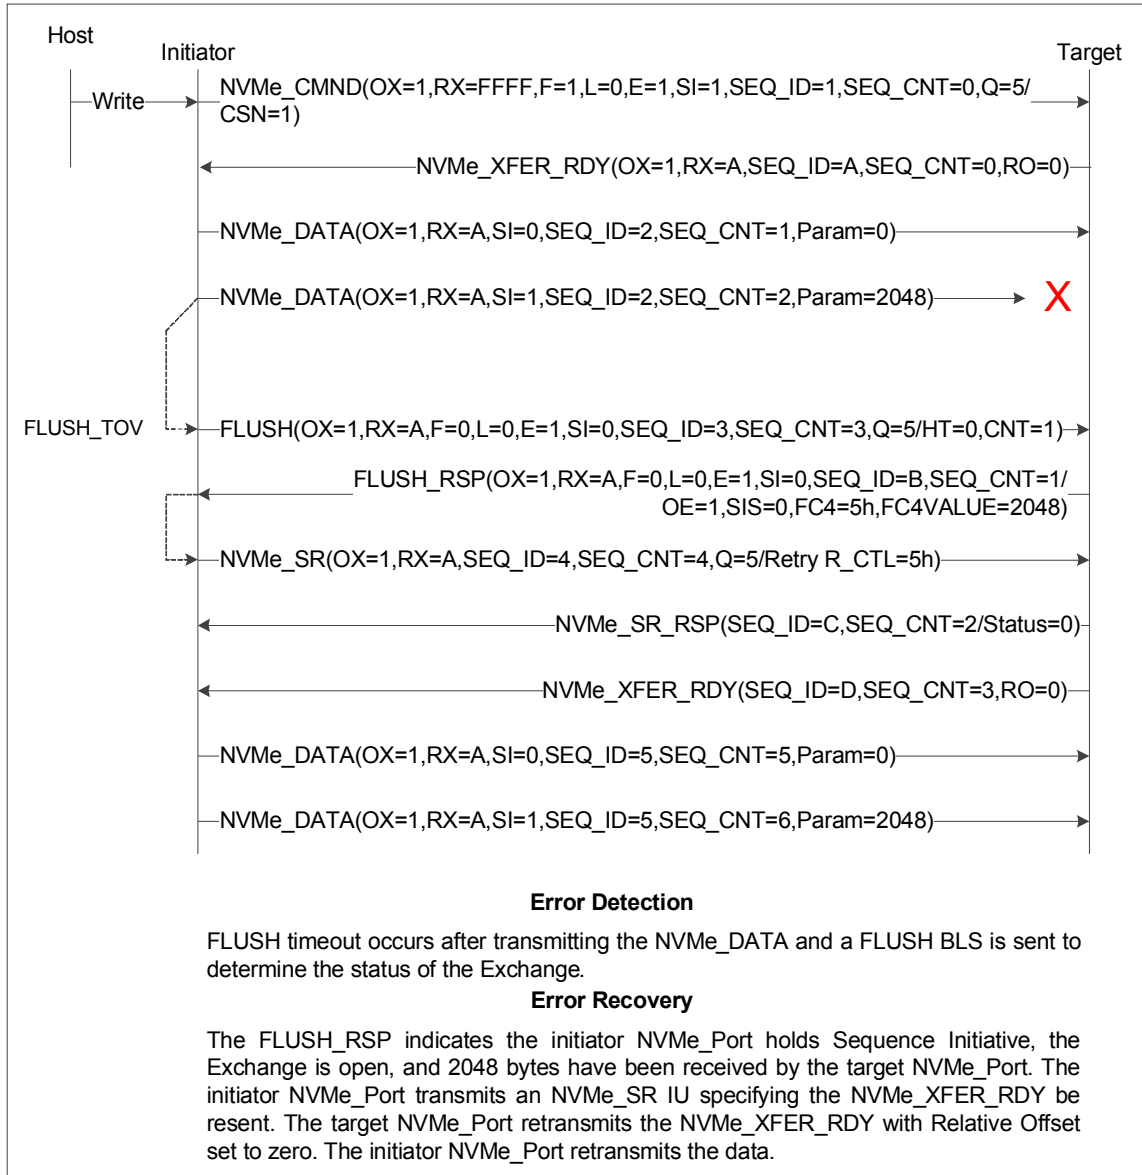 Host
Initiator
Target
Write
NVMe_CMND(OX=1,RX=FFFF,F=1,L=0,E=1,SI=1,SEQ_ID=1,SEQ_CNT=0,Q=5/
CSN=1)
NVMe_XFER_RDY(OX=1,RX=A,SEQ_ID=A,SEQ_CNT=0,RO=0)
NVMe_DATA(OX=1,RX=A,SI=0,SEQ_ID=2,SEQ_CNT=1,Param=0)
NVMe_DATA(OX=1,RX=A,SI=1,SEQ_ID=2,SEQ_CNT=2,Param=2048)
X
FLUSH_TOV
FLUSH(OX=1,RX=A,F=0,L=0,E=1,SI=0,SEQ_ID=3,SEQ_CNT=3,Q=5/HT=0,CNT=1)
FLUSH_RSP(OX=1,RX=A,F=0,L=0,E=1,SI=0,SEQ_ID=B,SEQ_CNT=1/
OE=1,SIS=0,FC4=5h,FC4VALUE=2048)
NVMe_SR(OX=1,RX=A,SEQ_ID=4,SEQ_CNT=4,Q=5/Retry R_CTL=5h)
NVMe_SR_RSP(SEQ_ID=C,SEQ_CNT=2/Status=0)
NVMe_XFER_RDY(SEQ_ID=D,SEQ_CNT=3,RO=0)
NVMe_DATA(OX=1,RX=A,SI=0,SEQ_ID=5,SEQ_CNT=5,Param=0)
NVMe_DATA(OX=1,RX=A,SI=1,SEQ_ID=5,SEQ_CNT=6,Param=2048)
Error Detection
FLUSH timeout occurs after transmitting the NVMe_DATA and a FLUSH BLS is sent to
determine the status of the Exchange.
Error Recovery
The FLUSH_RSP indicates the initiator NVMe_Port holds Sequence Initiative, the
Exchange is open, and 2048 bytes have been received by the target NVMe_Port. The
initiator NVMe_Port transmits an NVMe_SR IU specifying the NVMe_XFER_RDY be
resent. The target NVMe_Port retransmits the NVMe_XFER_RDY with Relative Offset
set to zero. The initiator NVMe_Port retransmits the data.